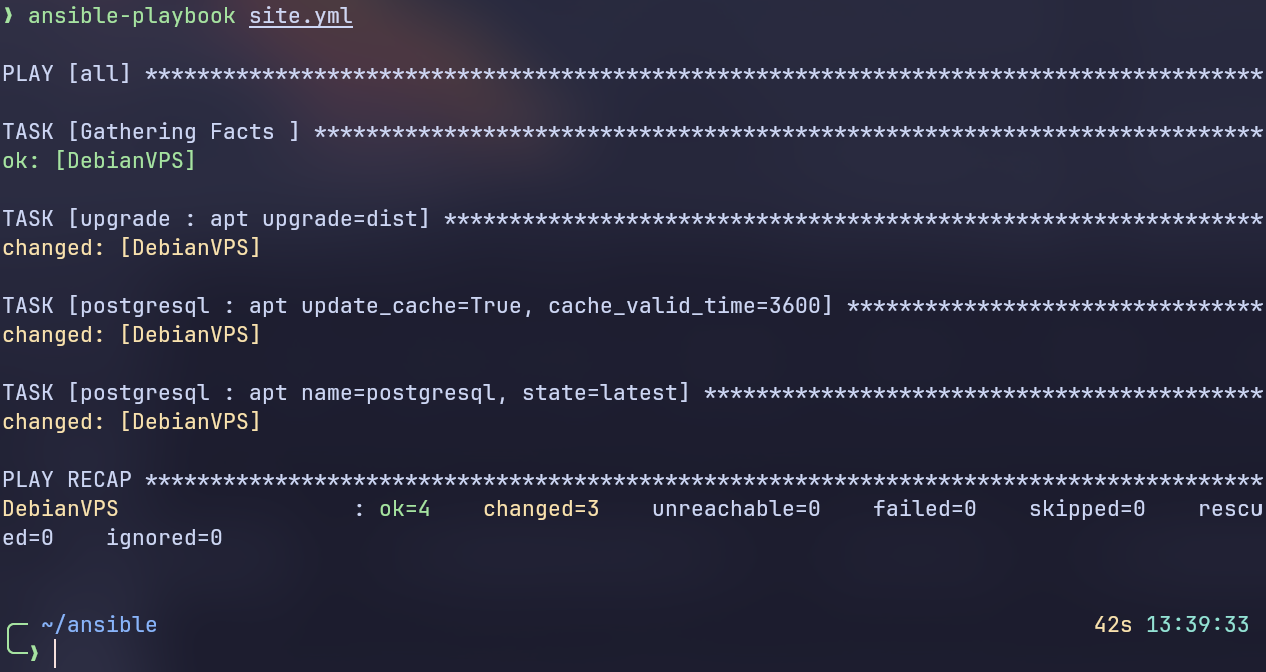 ❯ ansible-playbook site.yml
PLAY [all] **************************************************************************************
TASK [Gathering Facts ] *************************************************************************
ok: [DebianVPS]
TASK [upgrade : apt upgrade=dist] ***************************************************************
changed: [DebianVPS]
TASK [postgresql : apt update_cache=True, cache_valid_time=3600] ********************************
changed: [DebianVPS]
TASK [postgresql : apt name=postgresql, state=latest] *******************************************
changed: [DebianVPS]
PLAY RECAP **************************************************************************************
DebianVPS                  : ok=4    changed=3    unreachable=0    failed=0    skipped=0    rescu
ed=0    ignored=0
~/ansible 42s 13:39:33
❯